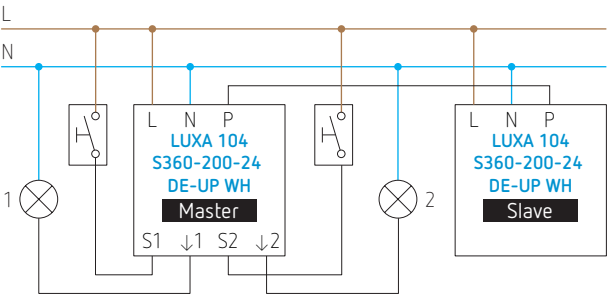 L
N
L N P
LUXA 104
S360-200-24
DE-UP WH
Master
S1 ↓1 S2 ↓2
1
2
L N P
LUXA 104
S360-200-24
DE-UP WH
Slave